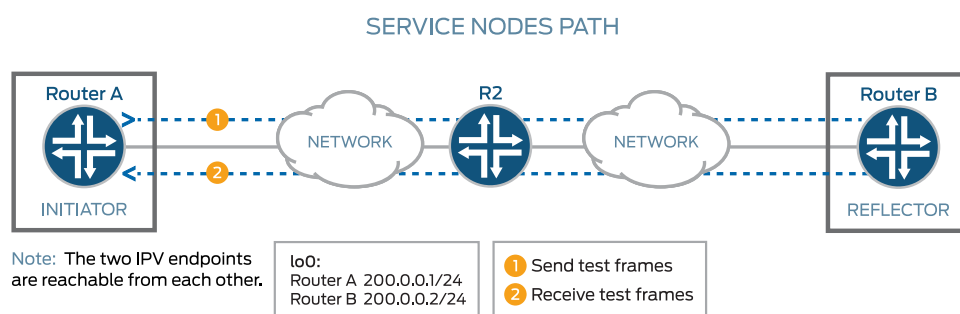 SERVICE NODES PATH
Router A
R2
Router B
1
NETWORK
NETWORK
2
INITIATOR
REFLECTOR
Note: The two IPV endpoints
are reachable from each other.
lo0:
Router A 200.0.0.1/24
Router B 200.0.0.2/24
1 Send test frames
2 Receive test frames